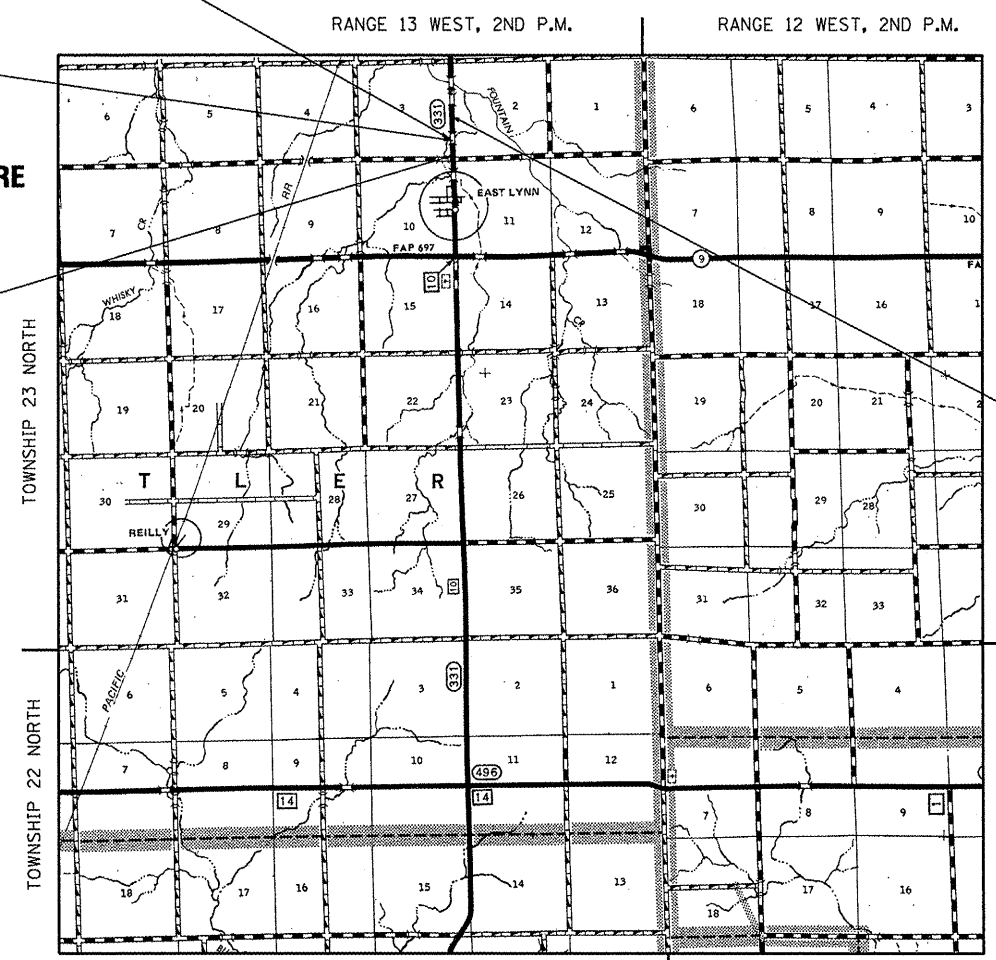 RANGE 13 WEST, 2ND P.M. RANGE 12 WEST, 2ND P.M.
6 5 4 3 2 1 6 5 4 3
331
FOUNTAIN
RE
RR
EAST LYNN
7 8 9 10 11 12 7 8 9 10
CR
FAP 697
9
FA
10
WHISKY
18 17 16 15 14 13 18 17 16 1
CR
TOWNSHIP 23 NORTH
19 20 21 22 23 24 19 20 21 2
T L E R
30 29 28 27 26 25 30 29 28
REILLY
31 32 33 34 35 36 31 32 33
10
331
PACIFIC
6 5 4 3 2 1 6 5 4
TOWNSHIP 22 NORTH
7 8 9 10 11 12
496
14 14
7 8 9
1
18 17 16 15 14 13 18 17 16